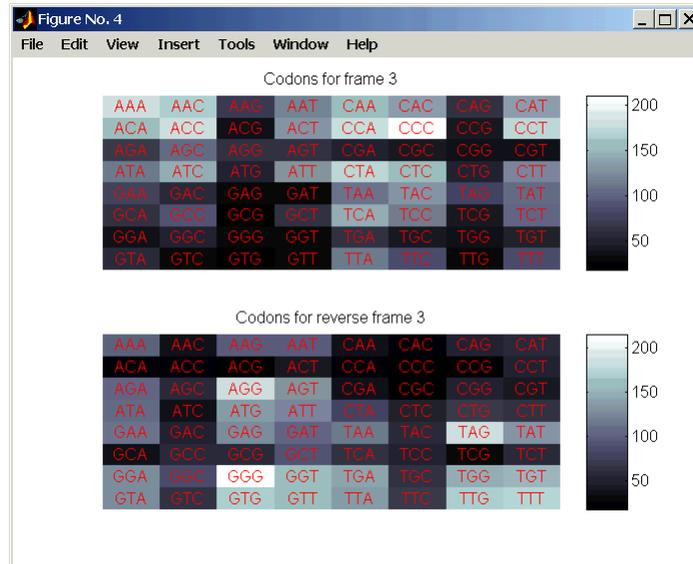 Figure No. 4
File Edit View Insert Tools Window Help
Codons for frame 3
AAA AAC AAG AAT CAA CAC CAG CAT
ACA ACC ACG ACT CCA CCC CCG CCT
AGA AGC AGG AGT CGA CGC CGG CGT
ATA ATC ATG ATT CTA CTC CTG CTT
GAA GAC GAG GAT TAA TAC TAG TAT
GCA GCC GCG GCT TCA TCC TCG TCT
GGA GGC GGG GGT TGA TGC TGG TGT
GTA GTC GTG GTT TTA TTC TTG TTT
200
150
100
50
Codons for reverse frame 3
AAA AAC AAG AAT CAA CAC CAG CAT
ACA ACC ACG ACT CCA CCC CCG CCT
AGA AGC AGG AGT CGA CGC CGG CGT
ATA ATC ATG ATT CTA CTC CTG CTT
GAA GAC GAG GAT TAA TAC TAG TAT
GCA GCC GCG GCT TCA TCC TCG TCT
GGA GGC GGG GGT TGA TGC TGG TGT
GTA GTC GTG GTT TTA TTC TTG TTT
200
150
100
50